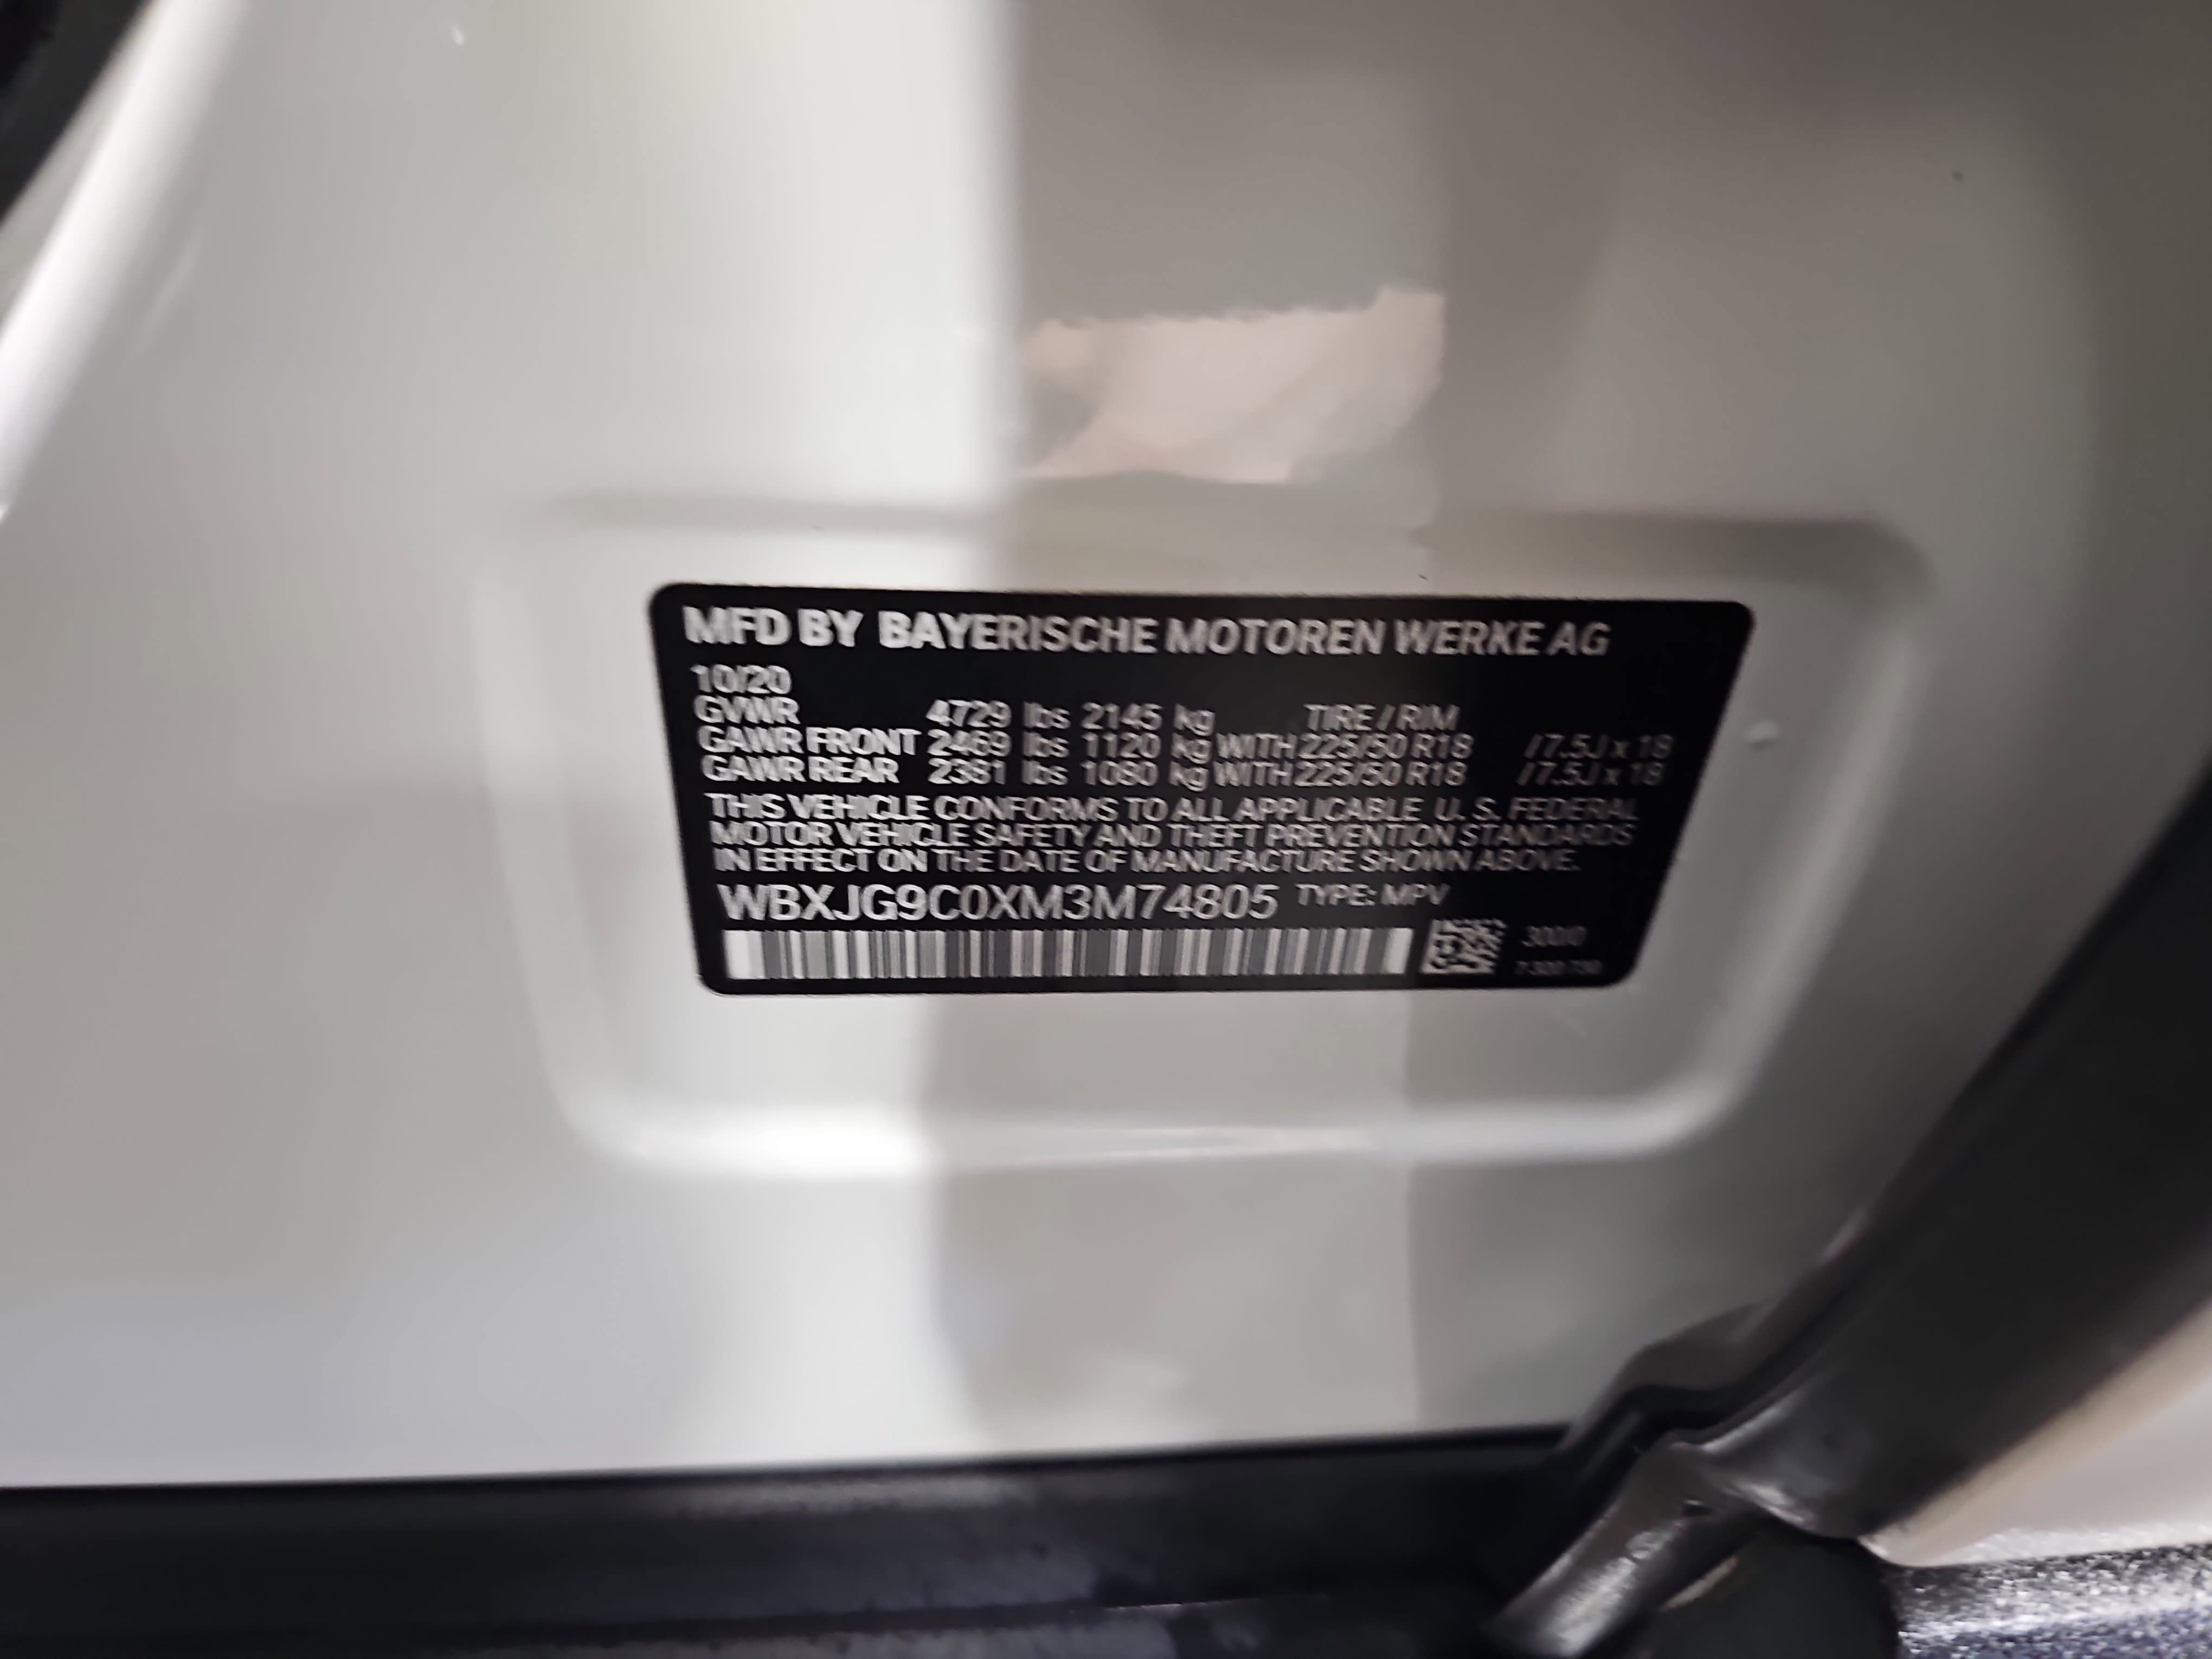 MFD BY BAYERISCHE MOTOREN WERKE AG
10/20
GVWR 4729 lbs 2145 kg TIRE / RIM
GAWR FRONT 2469 lbs 1120 kg WITH 225/50 R18 / 7.5J x 18
GAWR REAR 2381 lbs 1080 kg WITH 225/50 R18 / 7.5J x 18
THIS VEHICLE CONFORMS TO ALL APPLICABLE U. S. FEDERAL
MOTOR VEHICLE SAFETY AND THEFT PREVENTION STANDARDS
IN EFFECT ON THE DATE OF MANUFACTURE SHOWN ABOVE.
WBXJG9C0XM3M74805 TYPE: MPV